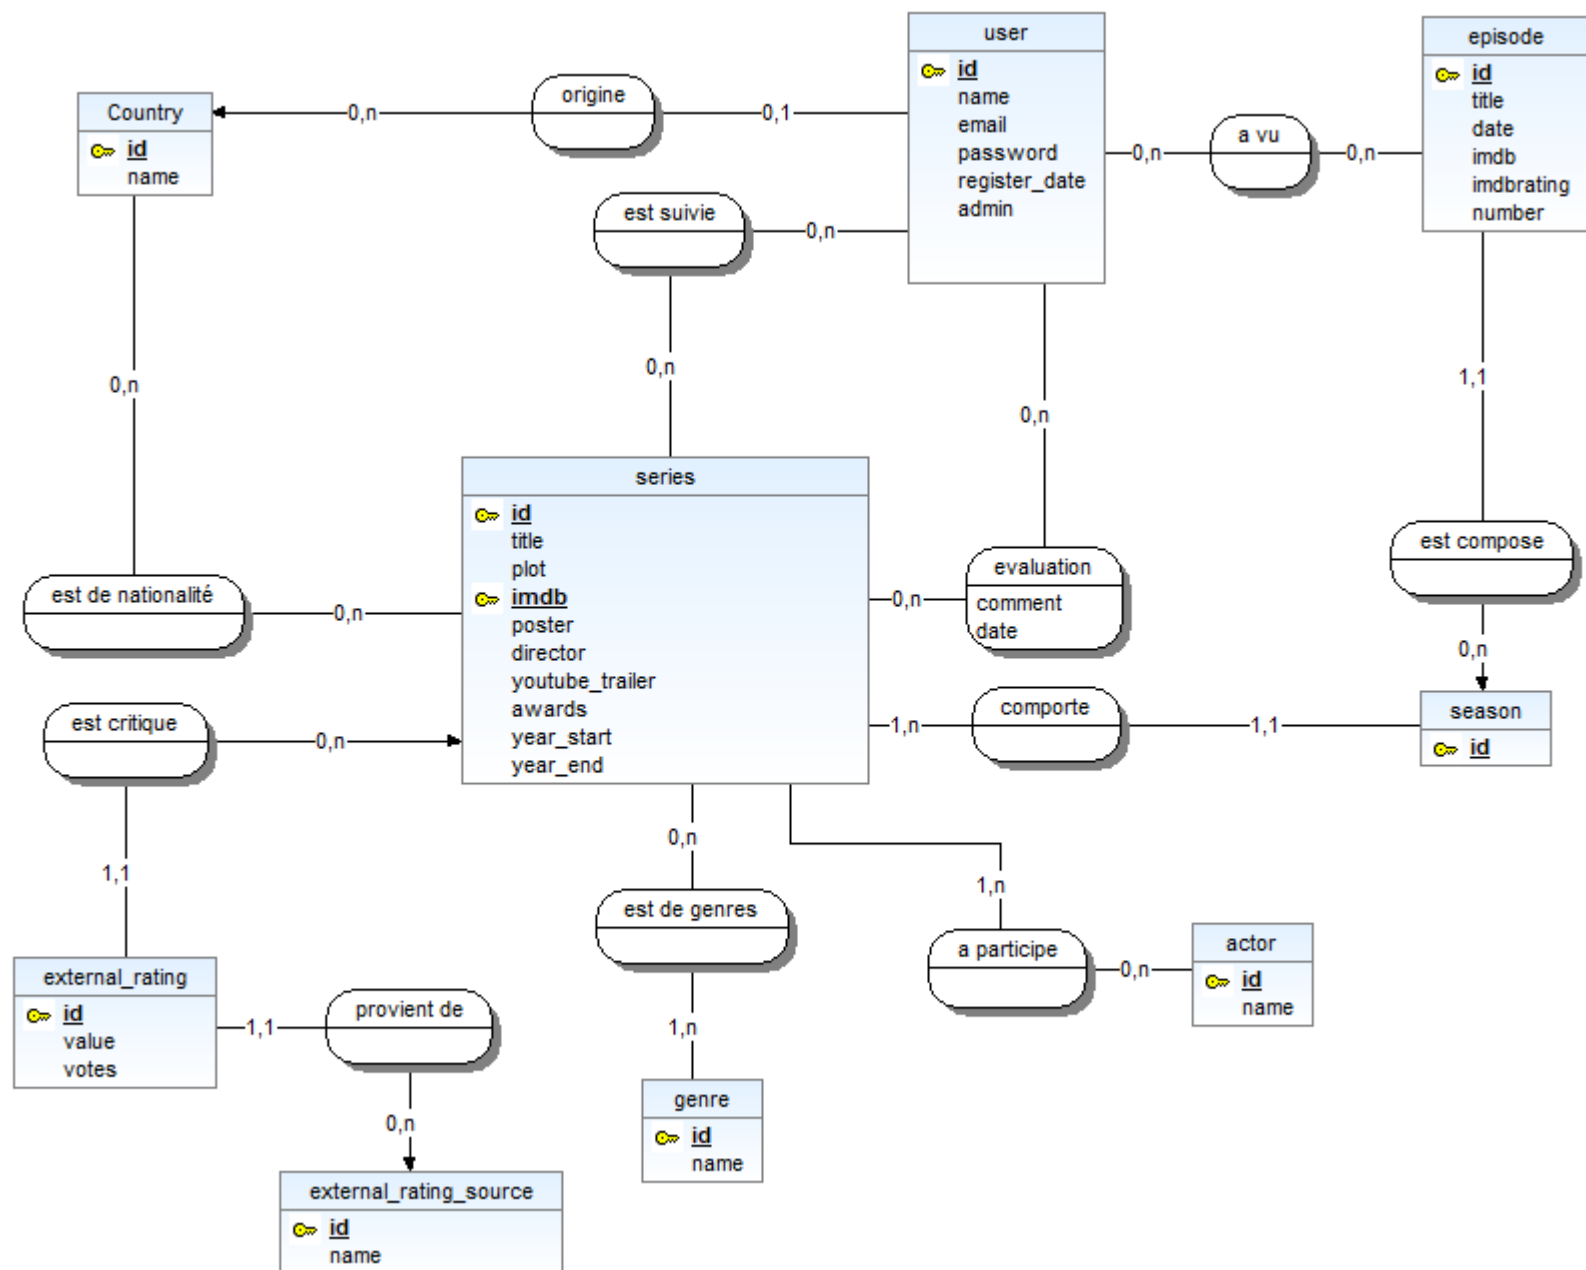 user
id
name
email
password
register_date
admin
episode
id
title
date
imdb
imdbrating
number
Country
id
name
origine
0,n
0,1
a vu
0,n
0,n
est suivie
0,n
0,n
0,n
0,n
1,1
series
id
title
plot
imdb
poster
director
youtube_trailer
awards
year_start
year_end
est de nationalité
0,n
evaluation
comment
date
0,n
est compose
0,n
est critique
0,n
comporte
1,n
1,1
season
id
1,1
0,n
1,n
est de genres
a participe
0,n
actor
id
name
external_rating
id
value
votes
1,1
provient de
1,n
0,n
genre
id
name
external_rating_source
id
name